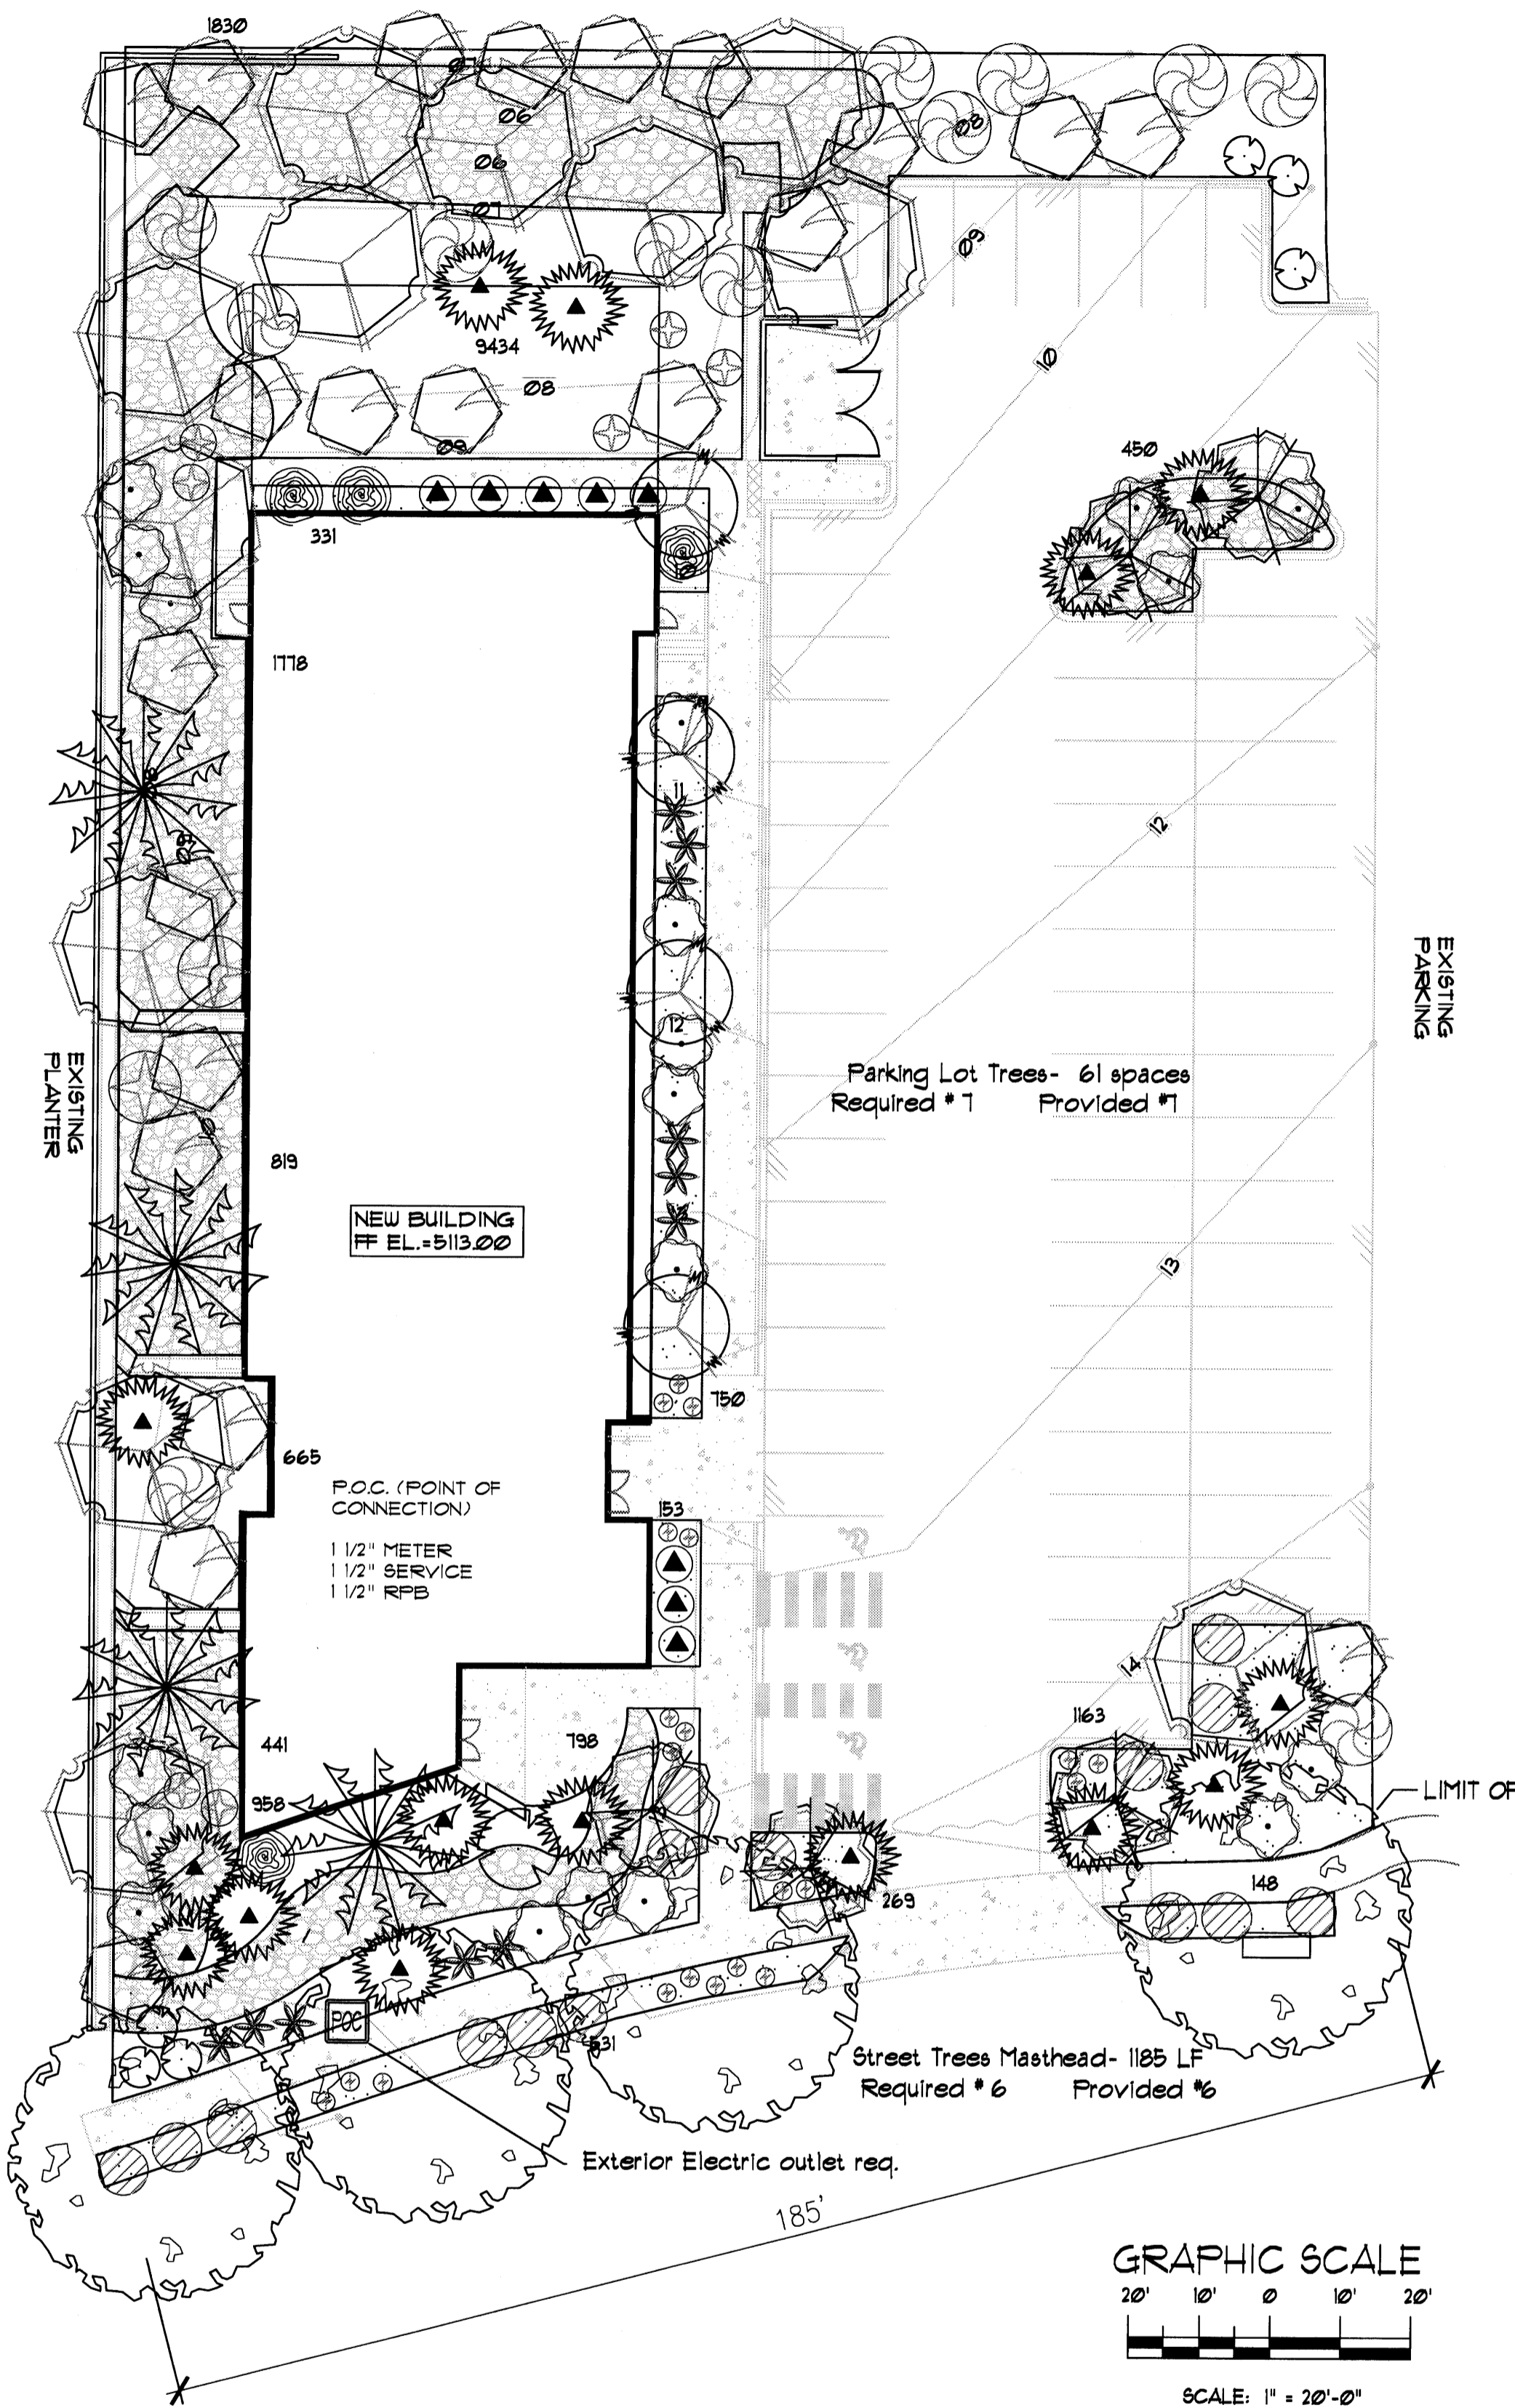 1830
07
06
06
07
08
09
9434
08
09
10
450
331
10
1778
11
12
EXISTING
PARKING
12
EXISTING
PLANTER
Parking Lot Trees- 61 spaces
Required # 7 Provided #7
819
NEW BUILDING
FF EL.=5113.00
13
750
665
P.O.C. (POINT OF
CONNECTION)
153
1 1/2" METER
1 1/2" SERVICE
1 1/2" RPB
14
1163
441
798
958
LIMIT OF
269
148
POC
531
Street Trees Masthead- 1185 LF
Required # 6 Provided #6
Exterior Electric outlet req.
185'
GRAPHIC SCALE
20' 10' 0 10' 20'
SCALE: 1" = 20'-0"